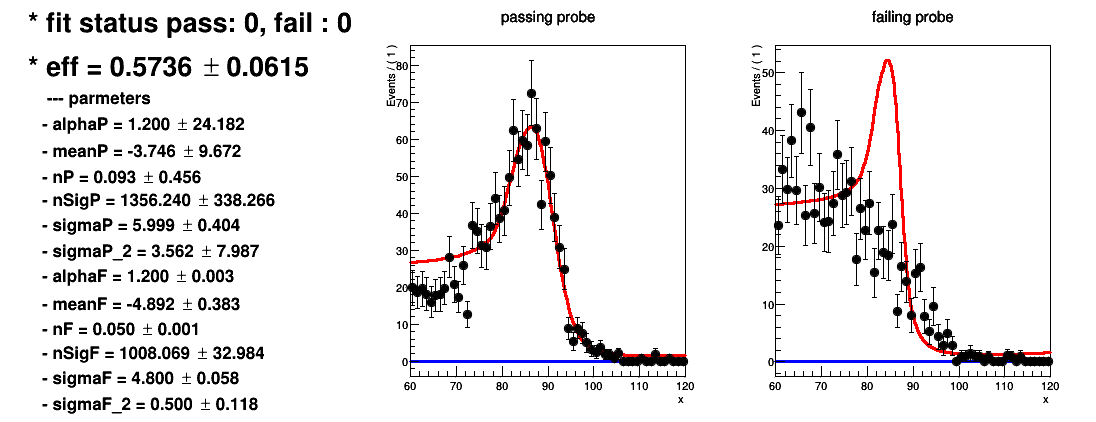 * fit status pass: 0, fail : 0
* eff = 0.5736 ± 0.0615
--- parmeters
- alphaP = 1.200 ± 24.182
- meanP = -3.746 ± 9.672
- nP = 0.093 ± 0.456
- nSigP = 1356.240 ± 338.266
- sigmaP = 5.999 ± 0.404
- sigmaP_2 = 3.562 ± 7.987
- alphaF = 1.200 ± 0.003
- meanF = -4.892 ± 0.383
- nF = 0.050 ± 0.001
- nSigF = 1008.069 ± 32.984
- sigmaF = 4.800 ± 0.058
- sigmaF_2 = 0.500 ± 0.118
passing probe
Events / ( 1 )
80
70
60
50
40
30
20
10
0
60 70 80 90 100 110 120
x
failing probe
Events / ( 1 )
50
40
30
20
10
0
60 70 80 90 100 110 120
x